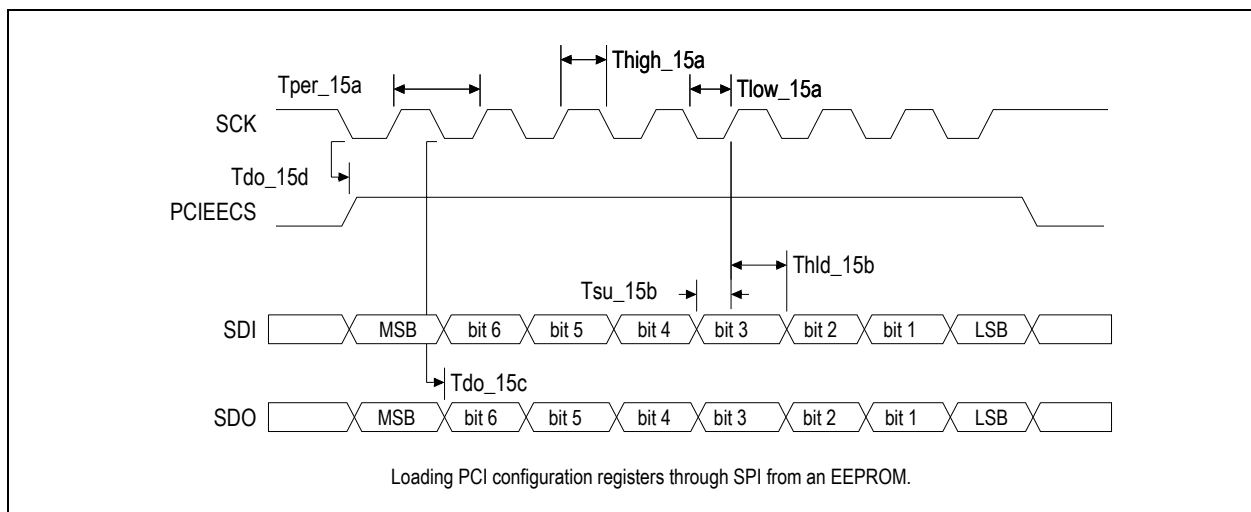 Thigh_15a
Tper_15a
Tlow_15a
SCK
Tdo_15d
PCIEECS
Thld_15b
Tsu_15b
SDI MSB bit 6 bit 5 bit 4 bit 3 bit 2 bit 1 LSB
Tdo_15c
SDO MSB bit 6 bit 5 bit 4 bit 3 bit 2 bit 1 LSB
Loading PCI configuration registers through SPI from an EEPROM.